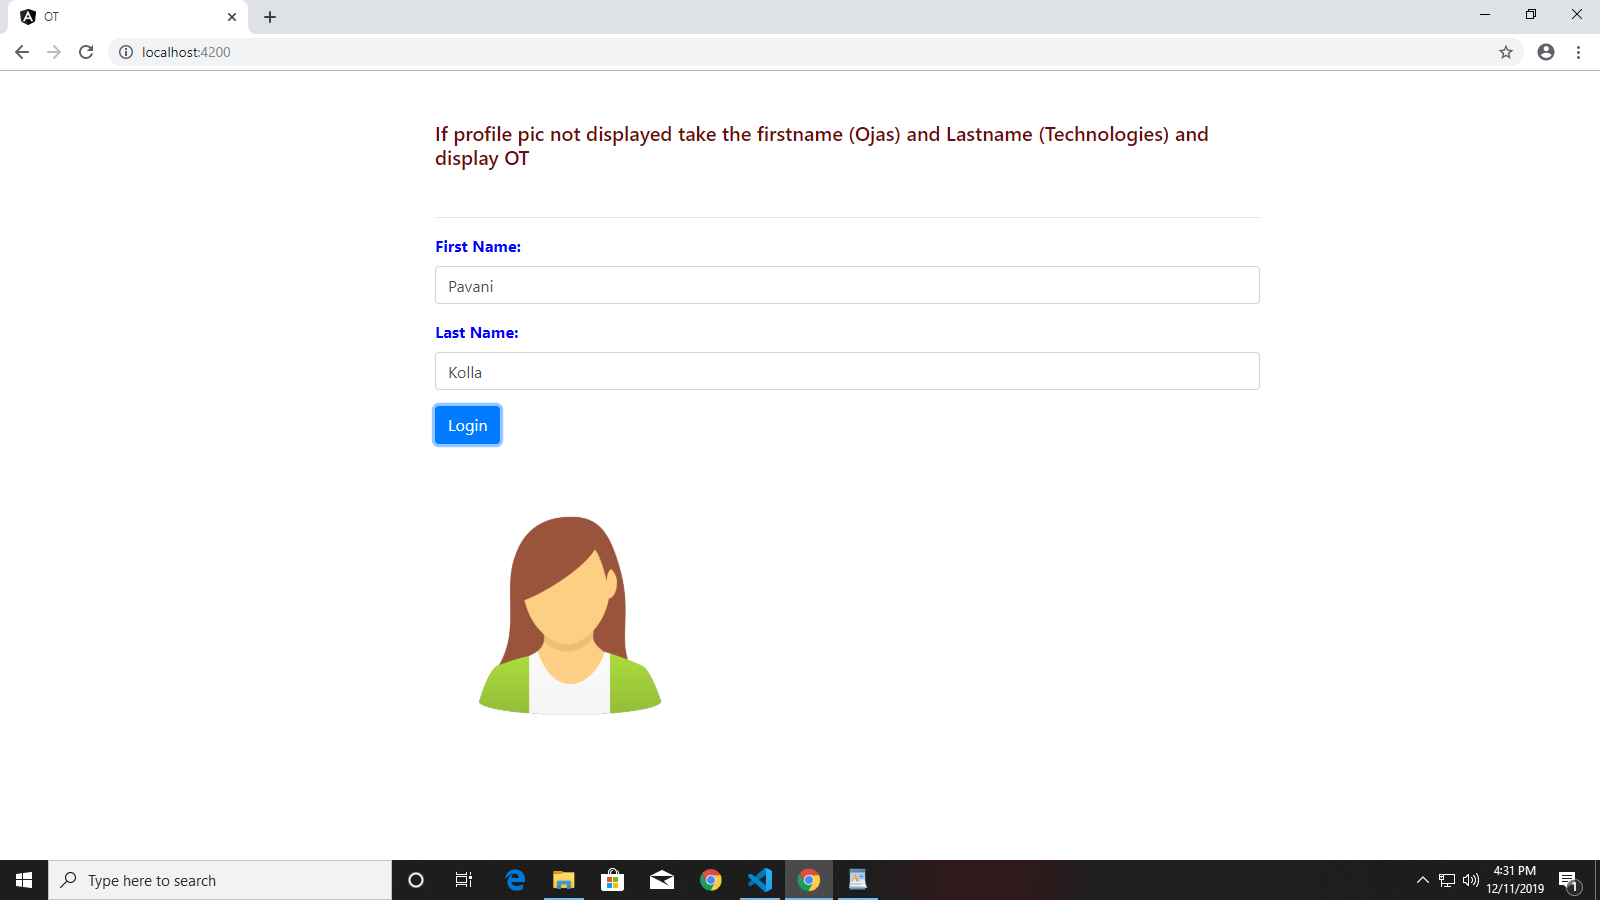 OT
localhost:4200
If profile pic not displayed take the firstname (Ojas) and Lastname (Technologies) and
display OT
First Name:
Pavani
Last Name:
Kolla
Login
Type here to search
4:31 PM
12/11/2019
1